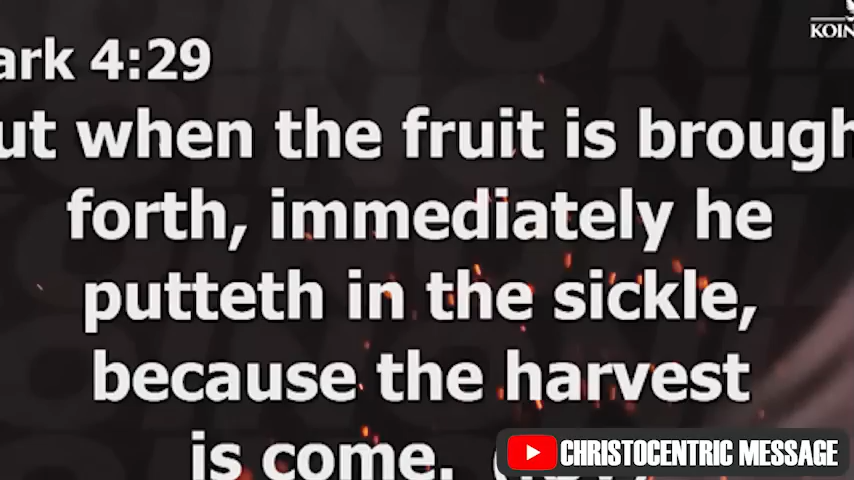 KOIN
ark 4:29
ut when the fruit is brough
forth, immediately he
putteth in the sickle,
because the harvest
is come.
CHRISTOCENTRIC MESSAGE